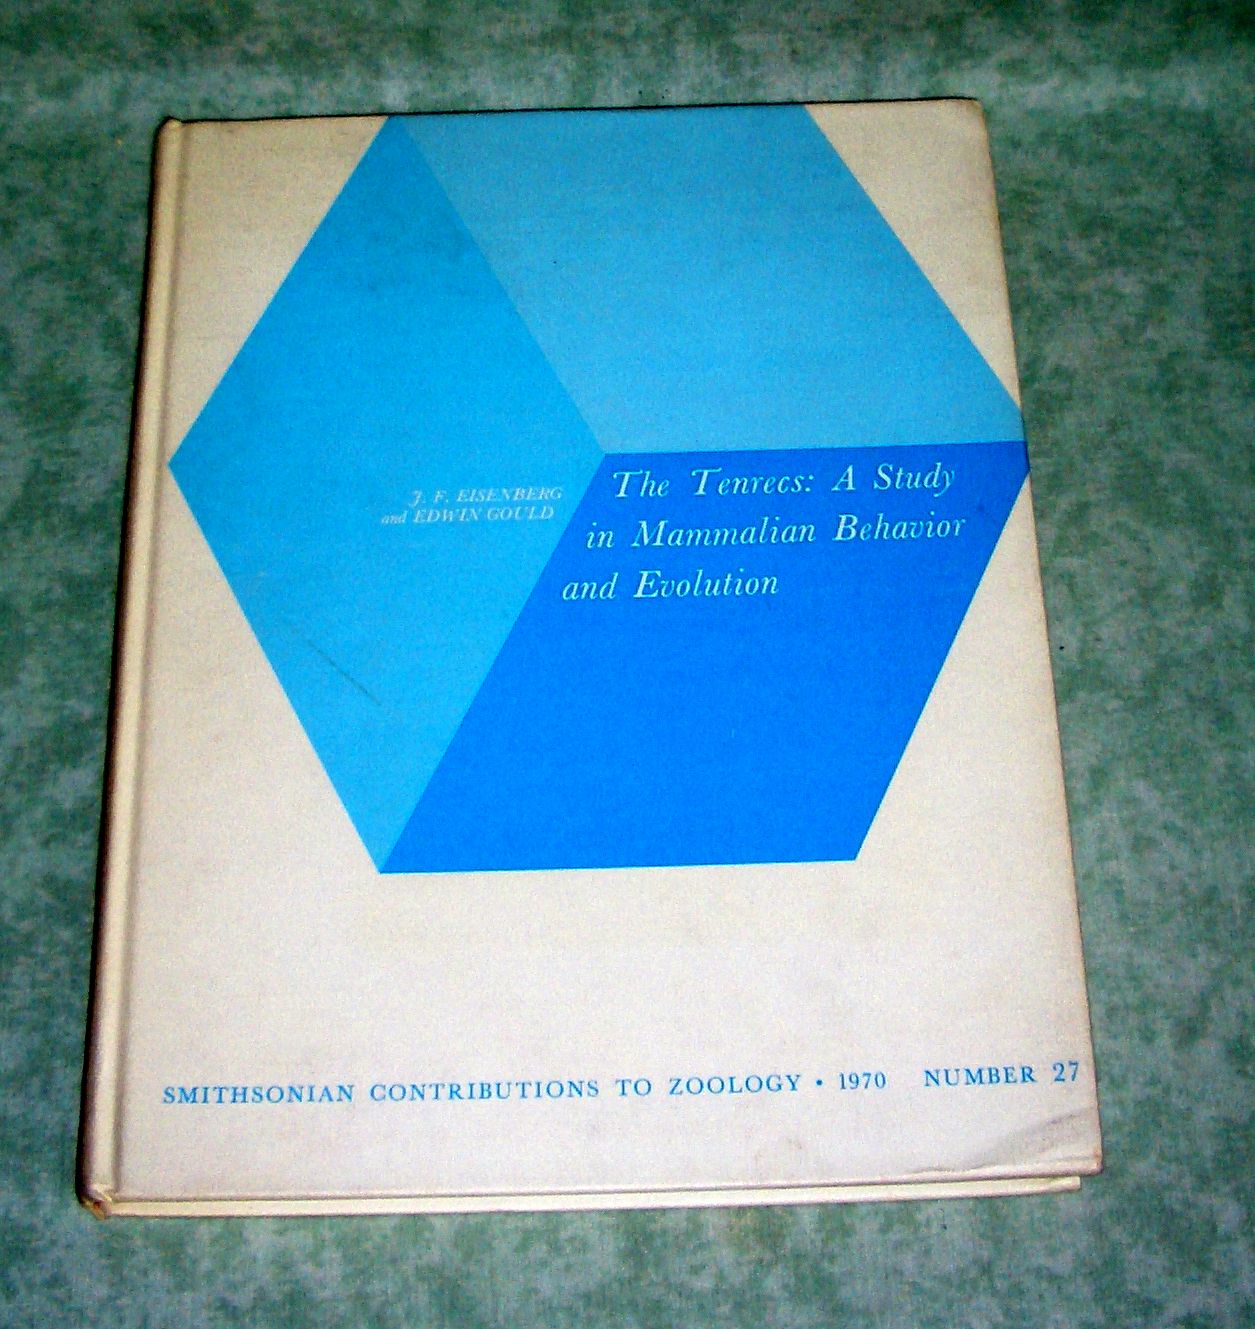 J. F. EISENBERG
and EDWIN GOULD
The Tenrecs: A Study
in Mammalian Behavior
and Evolution
SMITHSONIAN CONTRIBUTIONS TO ZOOLOGY • 1970 NUMBER 27